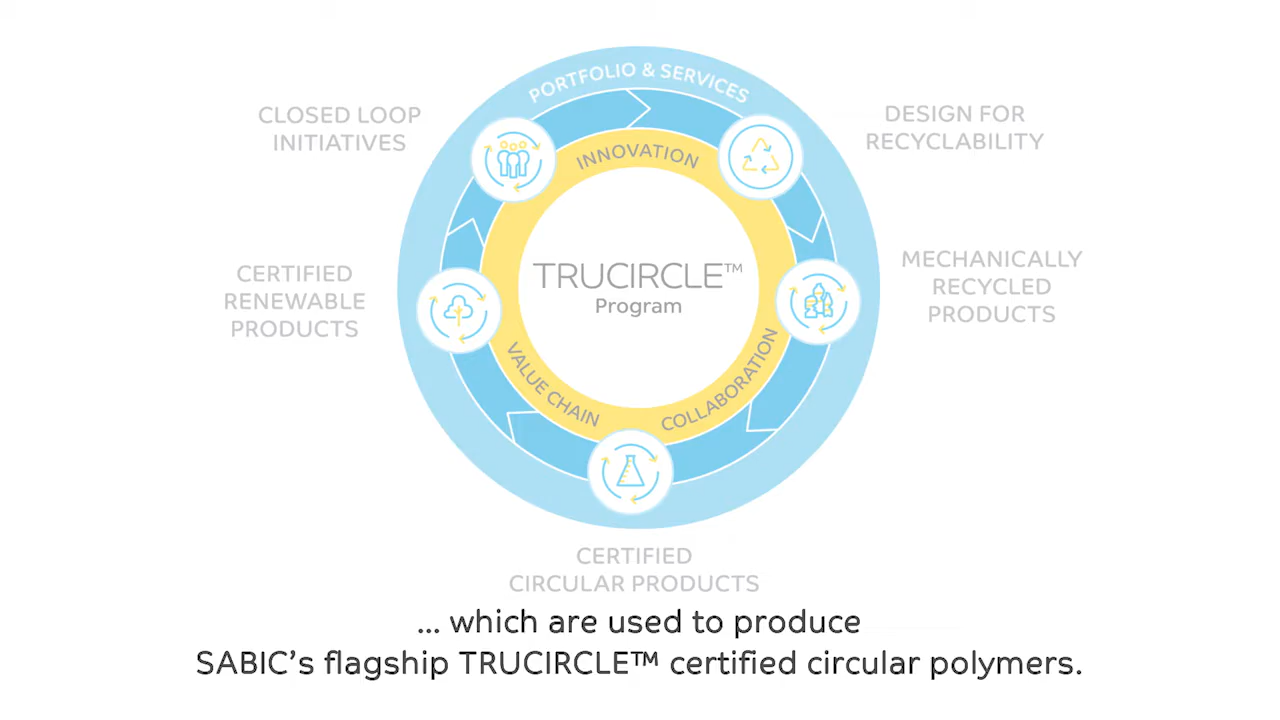 PORTFOLIO & SERVICES
CLOSED LOOP
INITIATIVES
DESIGN FOR
RECYCLABILITY
INNOVATION
CERTIFIED
RENEWABLE
PRODUCTS
TRUCIRCLE™
Program
MECHANICALLY
RECYCLED
PRODUCTS
VALUE CHAIN
COLLABORATION
CERTIFIED
CIRCULAR PRODUCTS
... which are used to produce
SABIC’s flagship TRUCIRCLE™ certified circular polymers.